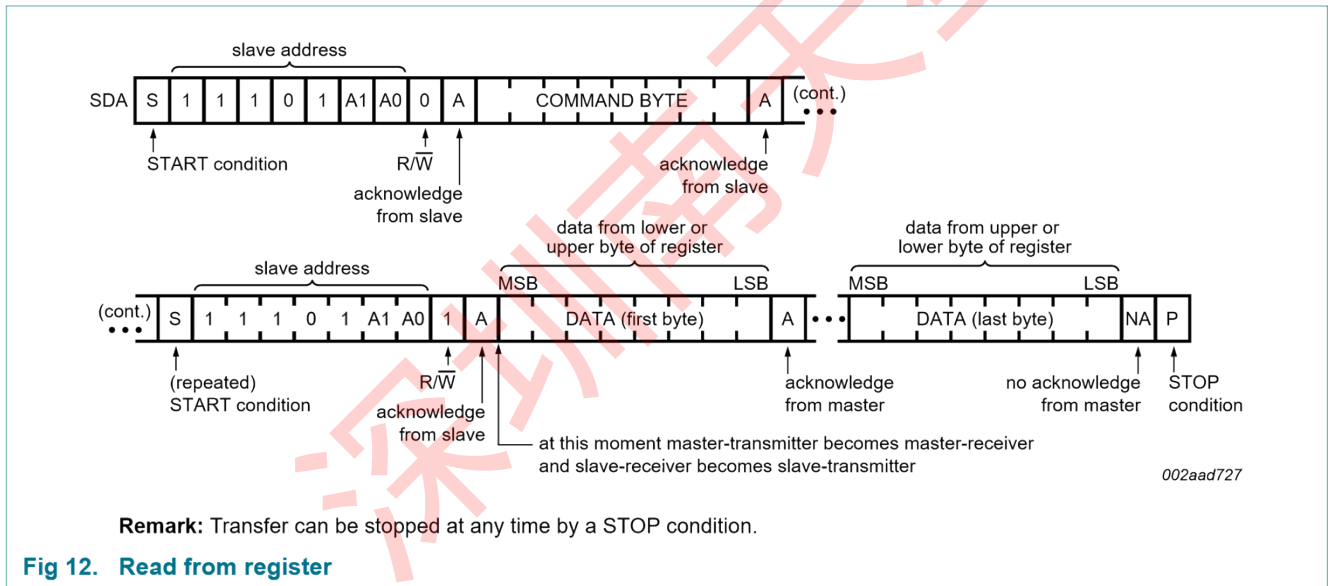 slave address
SDA S 1 1 1 0 1 A1 A0 0 A COMMAND BYTE A (cont.)
START condition
R/W̅
acknowledge
from slave
acknowledge
from slave
data from lower or
upper byte of register
data from upper or
lower byte of register
slave address
MSB LSB MSB LSB
(cont.) S 1 1 1 0 1 A1 A0 1 A DATA (first byte) A DATA (last byte) NA P
(repeated)
START condition
R/W̅
acknowledge
from slave
acknowledge
from master
no acknowledge
from master
STOP
condition
at this moment master-transmitter becomes master-receiver
and slave-receiver becomes slave-transmitter
002aad727
Remark: Transfer can be stopped at any time by a STOP condition.
Fig 12. Read from register
深圳南天